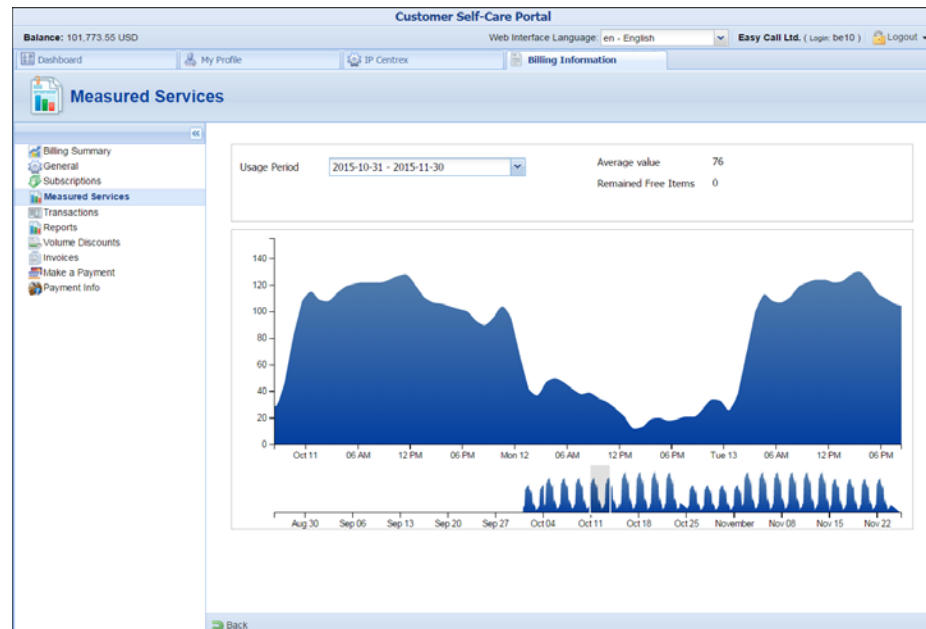 Customer Self-Care Portal
Balance: 101,773.55 USD Web Interface Language: en - English Easy Call Ltd. ( Login: be10 ) Logout
Dashboard My Profile IP Centrex Billing Information
Measured Services
Billing Summary
General
Subscriptions
Measured Services
Transactions
Reports
Volume Discounts
Invoices
Make a Payment
Payment Info
Usage Period 2015-10-31 - 2015-11-30 Average value 76
Remained Free Items 0
140
120
100
80
60
40
20
0
Oct 11 06 AM 12 PM 06 PM Mon 12 06 AM 12 PM 06 PM Tue 13 06 AM 12 PM 06 PM
Aug 30 Sep 06 Sep 13 Sep 20 Sep 27 Oct 04 Oct 11 Oct 18 Oct 25 November Nov 08 Nov 15 Nov 22
Back